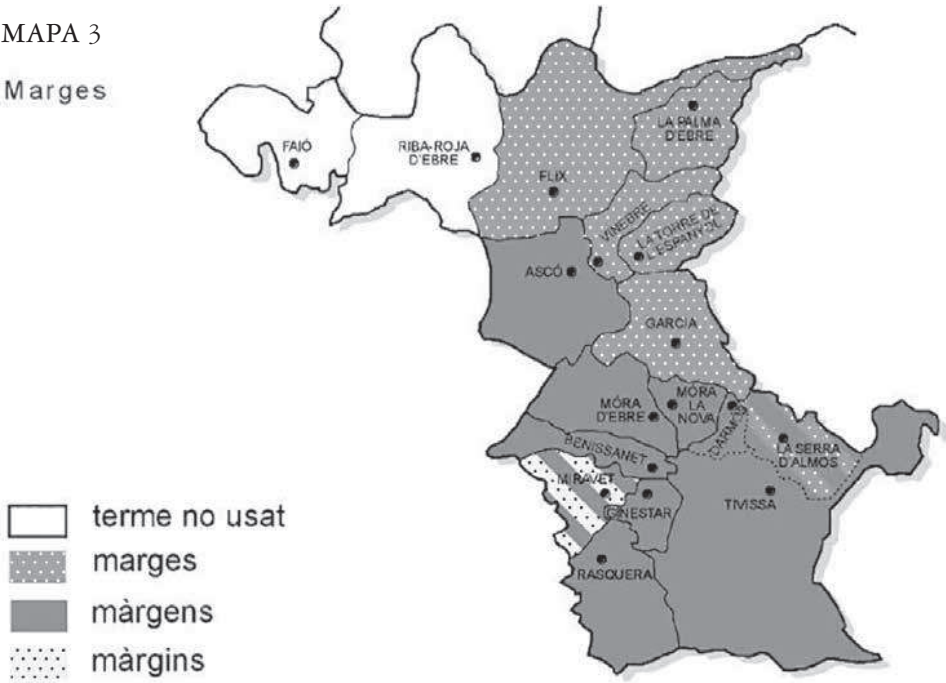 MAPA 3
Marges
FAIÓ
RIBA-ROJA
D'EBRE
FLIX
LA PALMA
D'EBRE
VINEBRE
LA TORRE DE
L'ESPANYOL
ASCÓ
GARCIA
MÓRA
D'EBRE
MÓRA
LA
NOVA
DARMÓS
LA SERRA
D'ALMOS
BENISSANET
MIRAVET
GINESTAR
TIVISSA
RASQUERA
terme no usat
marges
màrgens
màrgins